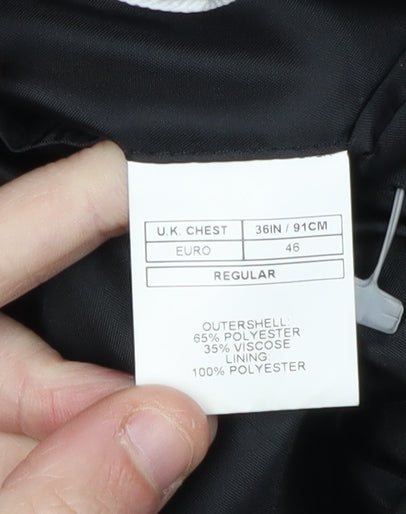 U.K. CHEST 36IN / 91CM
EURO 46
REGULAR
OUTERSHELL:
65% POLYESTER
35% VISCOSE
LINING:
100% POLYESTER